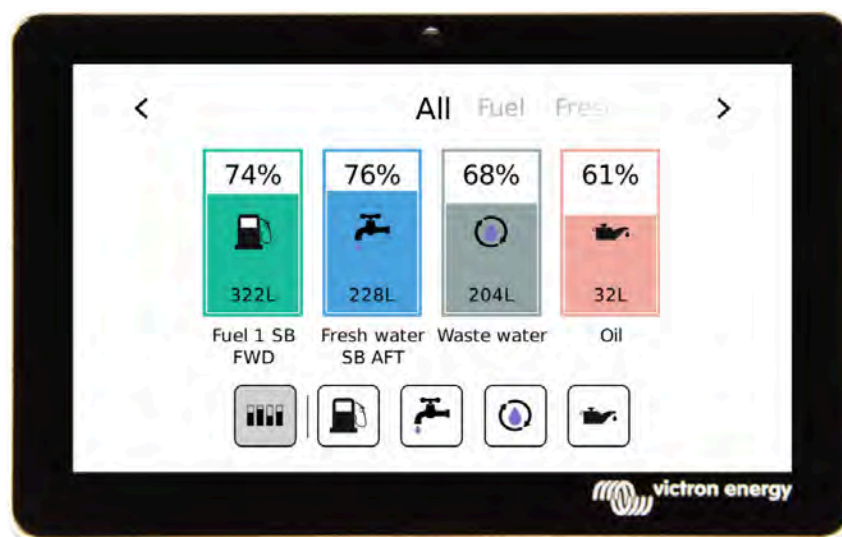 All Fuel Fres
74% 76% 68% 61%
322L 228L 204L 32L
Fuel 1 SB Fresh water Waste water Oil
FWD SB AFT
victron energy